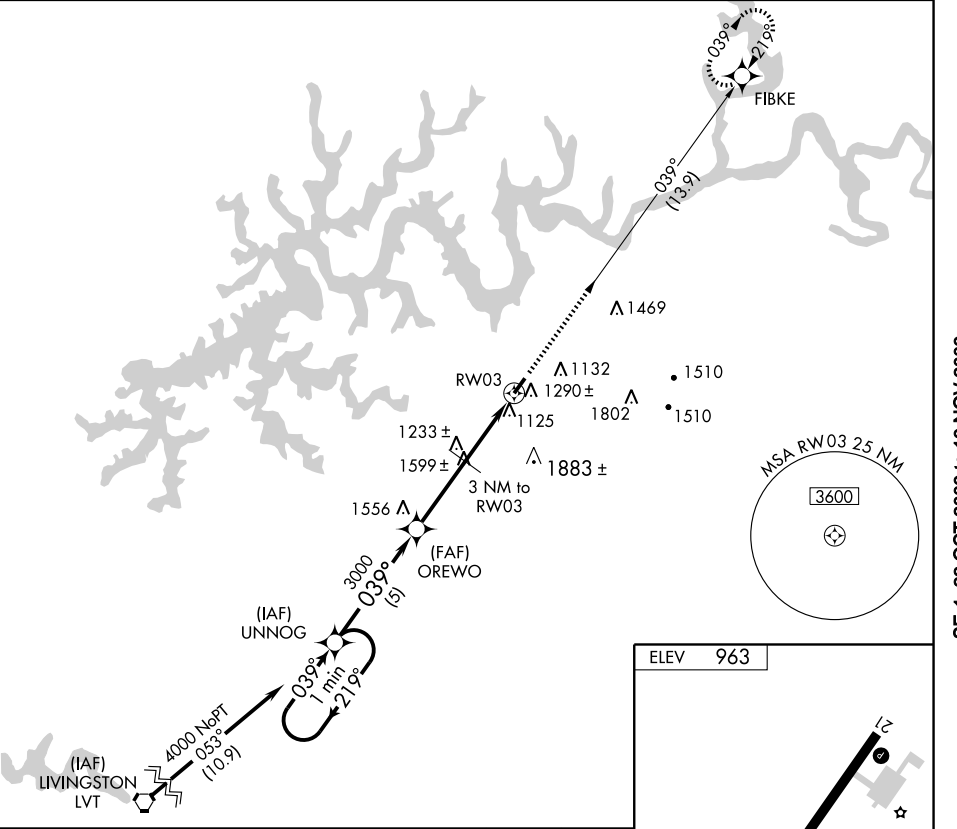 039°
219°
FIBKE
039°
(13.9)
1469
RW03
1132
1290 ±
1510
1802
1510
1125
1233 ±
1599 ±
1883 ±
3 NM to
RW03
MSA RW03 25 NM
3600
1556
(FAF)
OREWO
3000
039°
(5)
(IAF)
UNNOG
039°
1 min
219°
4000 NoPT
053°
(10.9)
(IAF)
LIVINGSTON
LVT
ELEV 963
21
P